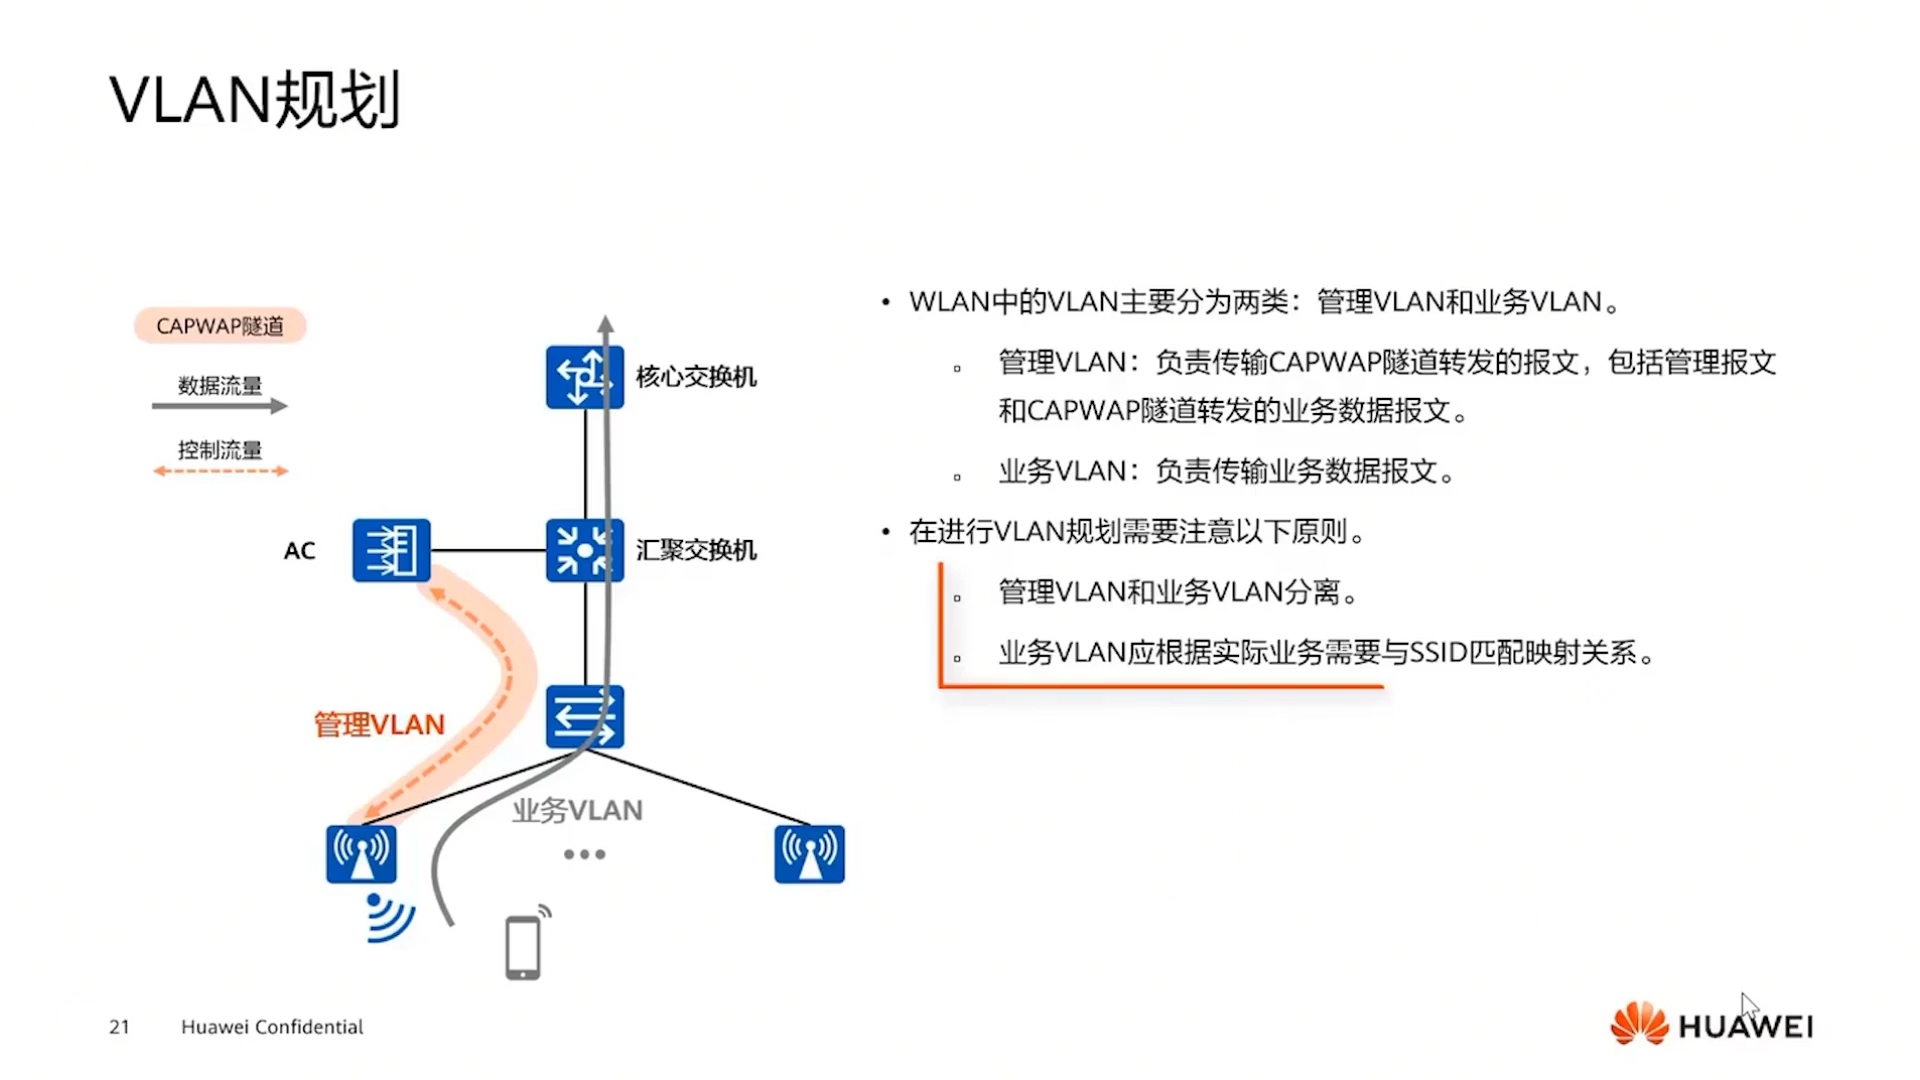 VLAN规划
CAPWAP隧道
数据流量
控制流量
核心交换机
AC
汇聚交换机
管理VLAN
业务VLAN
• WLAN中的VLAN主要分为两类：管理VLAN和业务VLAN。
▫ 管理VLAN：负责传输CAPWAP隧道转发的报文，包括管理报文
和CAPWAP隧道转发的业务数据报文。
▫ 业务VLAN：负责传输业务数据报文。
• 在进行VLAN规划需要注意以下原则。
▫ 管理VLAN和业务VLAN分离。
▫ 业务VLAN应根据实际业务需要与SSID匹配映射关系。
21 Huawei Confidential
HUAWEI